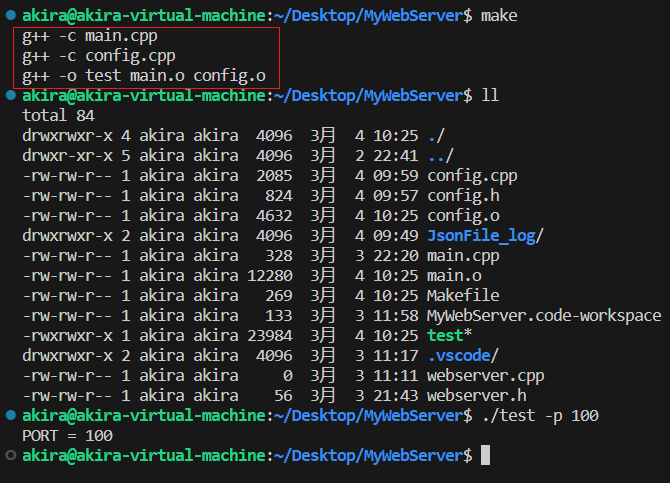 akira@akira-virtual-machine:~/Desktop/MyWebServer$ make
g++ -c main.cpp
g++ -c config.cpp
g++ -o test main.o config.o
akira@akira-virtual-machine:~/Desktop/MyWebServer$ ll
total 84
drwxrwxr-x 4 akira akira  4096  3月  4 10:25 ./
drwxr-xr-x 5 akira akira  4096  3月  2 22:41 ../
-rw-rw-r-- 1 akira akira  2085  3月  4 09:59 config.cpp
-rw-rw-r-- 1 akira akira   824  3月  4 09:57 config.h
-rw-rw-r-- 1 akira akira  4632  3月  4 10:25 config.o
drwxrwxr-x 2 akira akira  4096  3月  4 09:49 JsonFile_log/
-rw-rw-r-- 1 akira akira   328  3月  3 22:20 main.cpp
-rw-rw-r-- 1 akira akira 12280  3月  4 10:25 main.o
-rw-rw-r-- 1 akira akira   269  3月  4 10:25 Makefile
-rw-rw-r-- 1 akira akira   133  3月  3 11:58 MyWebServer.code-workspace
-rwxrwxr-x 1 akira akira 23984  3月  4 10:25 test*
drwxrwxr-x 2 akira akira  4096  3月  3 11:17 .vscode/
-rw-rw-r-- 1 akira akira     0  3月  3 11:11 webserver.cpp
-rw-rw-r-- 1 akira akira    56  3月  3 21:43 webserver.h
akira@akira-virtual-machine:~/Desktop/MyWebServer$ ./test -p 100
PORT = 100
akira@akira-virtual-machine:~/Desktop/MyWebServer$